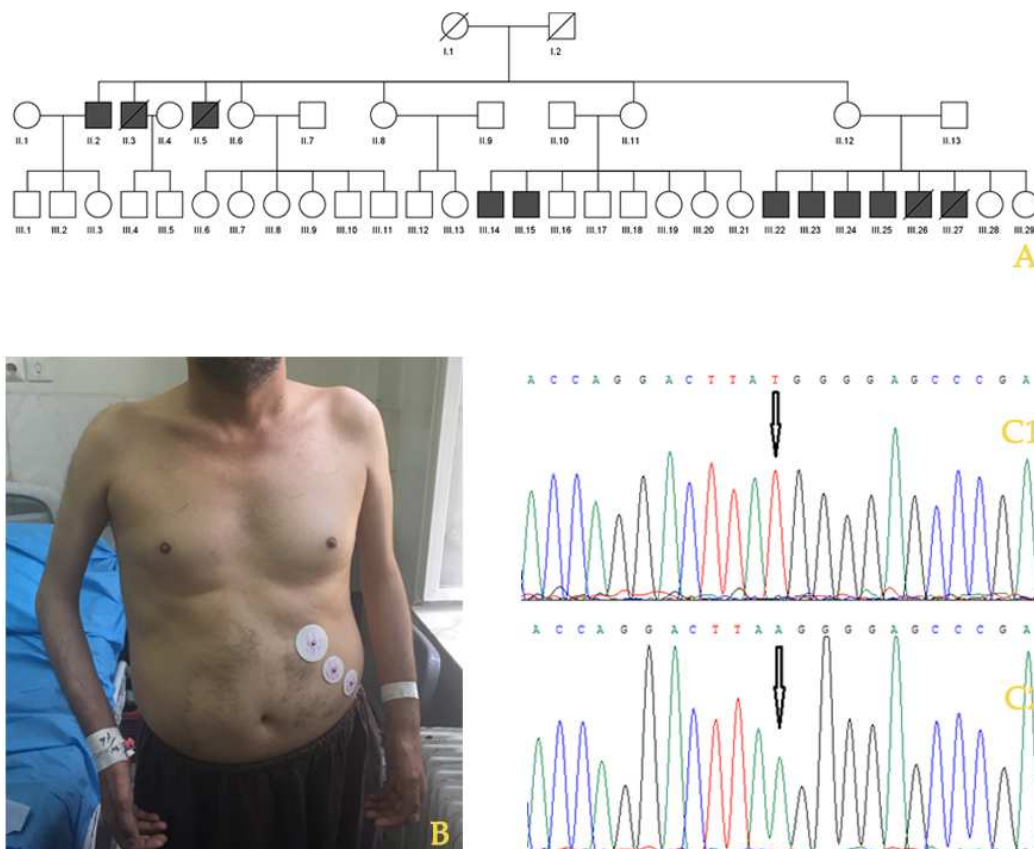 I.1 I.2
II.1 II.2 II.3 II.4 II.5 II.6 II.7 II.8 II.9 II.10 II.11 II.12 II.13
III.1 III.2 III.3 III.4 III.5 III.6 III.7 III.8 III.9 III.10 III.11 III.12 III.13 III.14 III.15 III.16 III.17 III.18 III.19 III.20 III.21 III.22 III.23 III.24 III.25 III.26 III.27 III.28 III.29
A
B
A C C A G G A C T T A T G G G G A G C C C G A
C1
A C C A G G A C T T A A G G G G A G C C C G A
C2